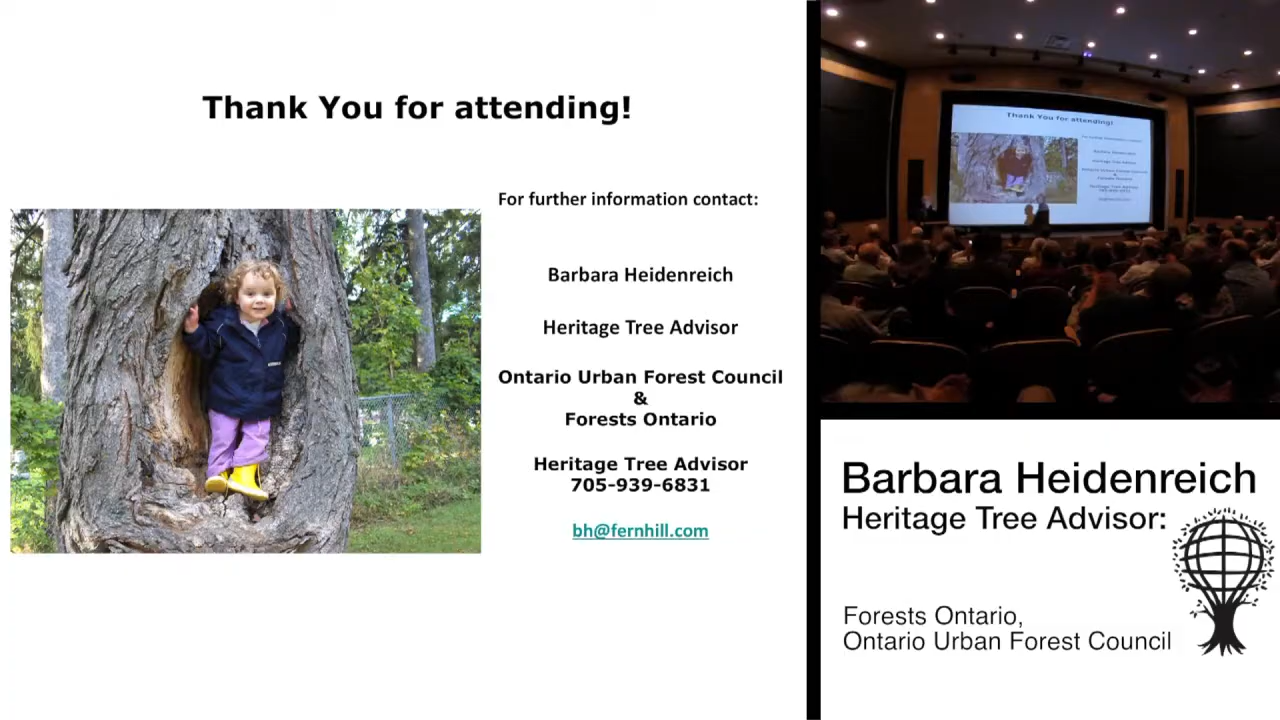 Thank You for attending!
For further information contact:
Barbara Heidenreich
Heritage Tree Advisor
Ontario Urban Forest Council
&
Forests Ontario
Heritage Tree Advisor
705-939-6831
bh@fernhill.com
Thank You for attending!
Barbara Heidenreich
Heritage Tree Advisor:
Forests Ontario,
Ontario Urban Forest Council